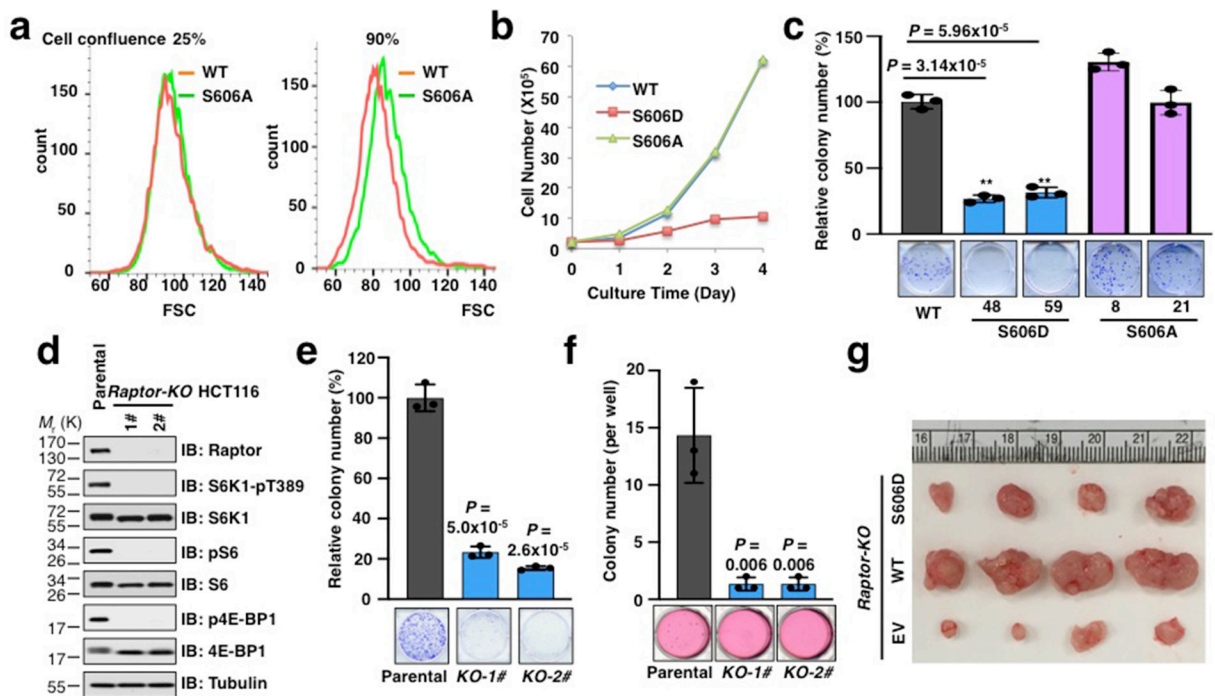 a
Cell confluence 25%
90%
WT
S606A
150
100
50
0
count
60 80 100 120 140
FSC
WT
S606A
150
100
50
0
count
60 80 100 120 140
FSC
b
Cell Number (X10⁵)
70
60
50
40
30
20
10
0
WT
S606D
S606A
0 1 2 3 4
Culture Time (Day)
c
Relative colony number (%)
150
100
50
0
P = 5.96x10⁻⁵
P = 3.14x10⁻⁵
** **
WT
48 59 8 21
S606D S606A
d
Parental
Raptor-KO HCT116
Mᵣ (K)
1# 2#
170
130
IB: Raptor
72
55
IB: S6K1-pT389
72
55
IB: S6K1
34
26
IB: pS6
34
26
IB: S6
17
IB: p4E-BP1
17
IB: 4E-BP1
55
IB: Tubulin
e
Relative colony number (%)
120
100
80
60
40
20
0
P =
5.0x10⁻⁵
P =
2.6x10⁻⁵
Parental KO-1# KO-2#
f
Colony number (per well)
20
15
10
5
0
P =
0.006
P =
0.006
Parental KO-1# KO-2#
g
16 17 18 19 20 21 22
Raptor-KO
S606D
WT
EV